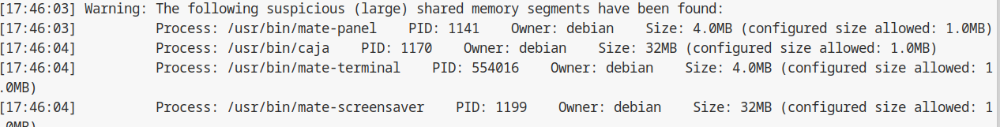 [17:46:03] Warning: The following suspicious (large) shared memory segments have been found:
[17:46:03]          Process: /usr/bin/mate-panel    PID: 1141    Owner: debian    Size: 4.0MB (configured size allowed: 1.0MB)
[17:46:04]          Process: /usr/bin/caja    PID: 1170    Owner: debian    Size: 32MB (configured size allowed: 1.0MB)
[17:46:04]          Process: /usr/bin/mate-terminal    PID: 554016    Owner: debian    Size: 4.0MB (configured size allowed: 1
.0MB)
[17:46:04]          Process: /usr/bin/mate-screensaver    PID: 1199    Owner: debian    Size: 32MB (configured size allowed: 1
.0MB)